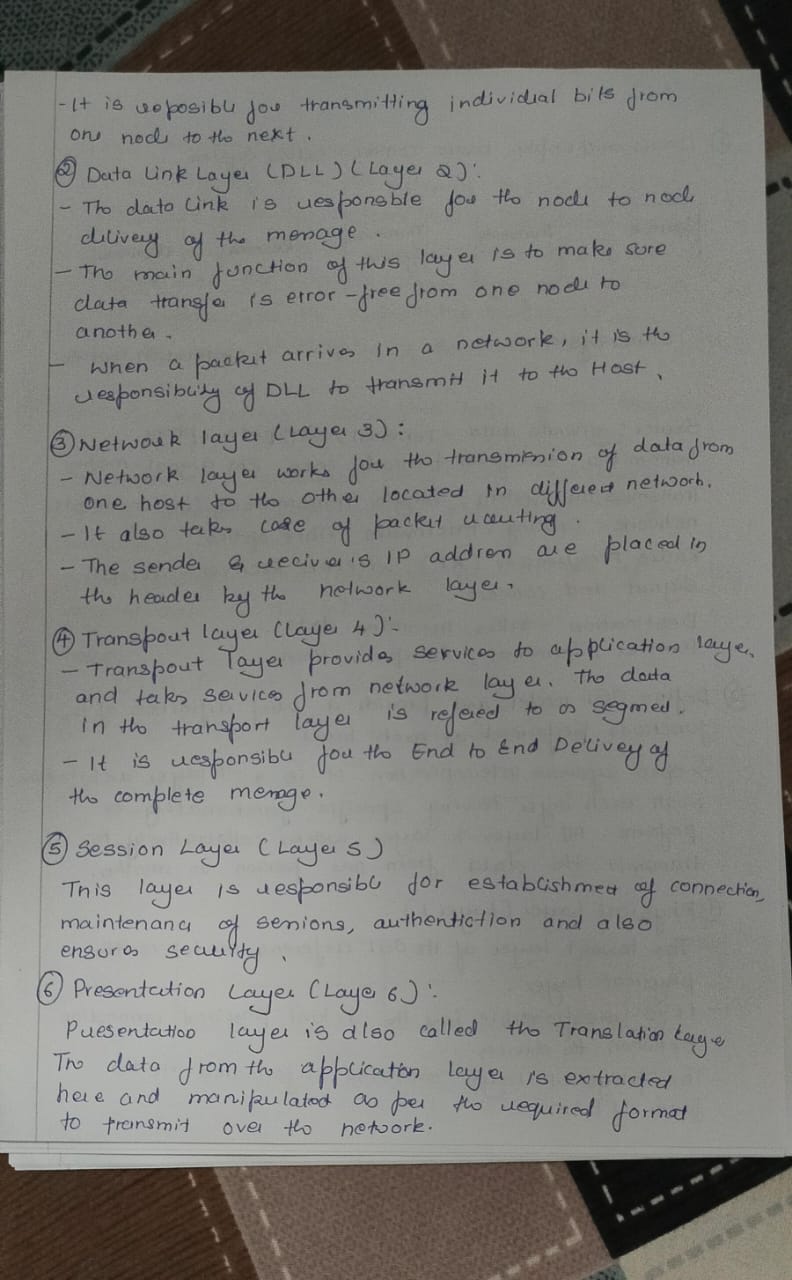 - It is reposible for transmitting individual bits from
one node to the next.
② Data Link Layer (DLL) (Layer 2):
- The data link is responsble for the node to node
delivery of the message.
- The main function of this layer is to make sure
data transfer is error-free from one node to
another.
- When a packet arrives in a network, it is the
responsibility of DLL to transmit it to the Host.
③ Network layer (Layer 3):
- Network layer works for the transmission of data from
one host to the other located in different network.
- It also takes care of packet routing.
- The sender & reciver's IP address are placed in
the header by the network layer.
④ Transport layer (Layer 4):-
- Transport layer provides services to application layer
and takes services from network layer. The data
in the transport layer is refered to as segmed.
- It is responsible for the End to End Delivey of
the complete message.
⑤ Session Layer (Layer 5)
This layer is responsible for establishment of connection,
maintenance of sessions, authentiction and also
ensures security.
⑥ Presentation Layer (Layer 6):
Presentation layer is also called the Translation layer
The data from the application layer is extracted
here and manipulated as per the required format
to transmit over the network.